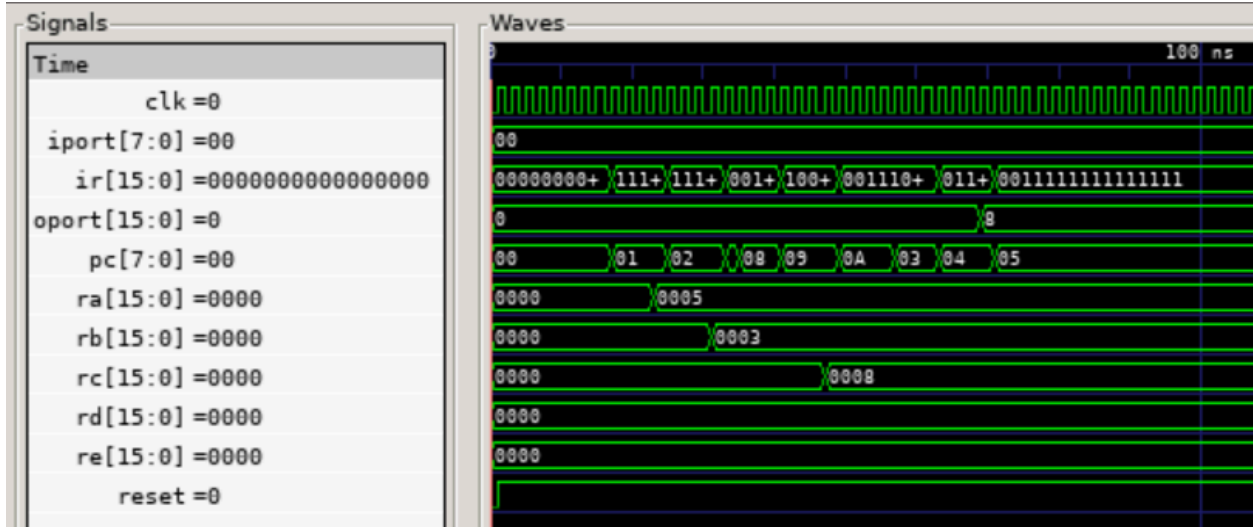 Signals
Waves
Time
0
100 ns
clk =0
iport[7:0] =00
00
ir[15:0] =0000000000000000
00000000+ 111+ 111+ 001+ 100+ 001110+ 011+ 0011111111111111
oport[15:0] =0
0 8
pc[7:0] =00
00 01 02 08 09 0A 03 04 05
ra[15:0] =0000
0000 0005
rb[15:0] =0000
0000 0003
rc[15:0] =0000
0000 0008
rd[15:0] =0000
0000
re[15:0] =0000
0000
reset =0